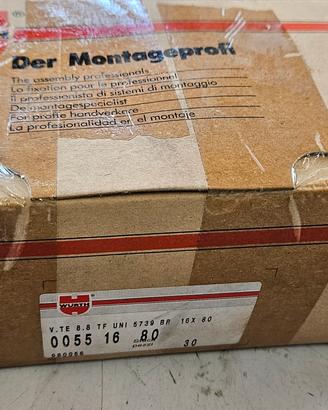 Der Montageprofi
The assembly professionals
La fixation pour le professionnel
Il professionista di sistemi di montaggio
De montagespecialist
For proffe handverkere
La profesionalidad en el montaje
WÜRTH
V.TE 8.8 TF UNI 5739 BR 16X 80
0055 16 80
pezzi 30